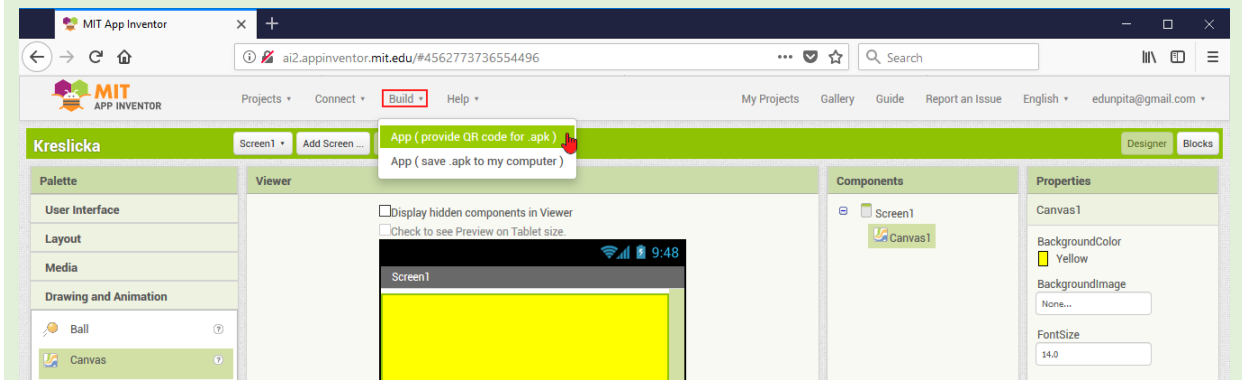 MIT App Inventor
ai2.appinventor.mit.edu/#4562773736554496
Search
MIT
APP INVENTOR
Projects
Connect
Build
Help
My Projects
Gallery
Guide
Report an Issue
English
edunpita@gmail.com
App ( provide QR code for .apk )
App ( save .apk to my computer )
Kreslicka
Screen1
Add Screen ...
Designer
Blocks
Palette
User Interface
Layout
Media
Drawing and Animation
Ball
Canvas
Viewer
Display hidden components in Viewer
Check to see Preview on Tablet size.
9:48
Screen1
Components
Screen1
Canvas1
Properties
Canvas1
BackgroundColor
Yellow
BackgroundImage
None...
FontSize
14.0